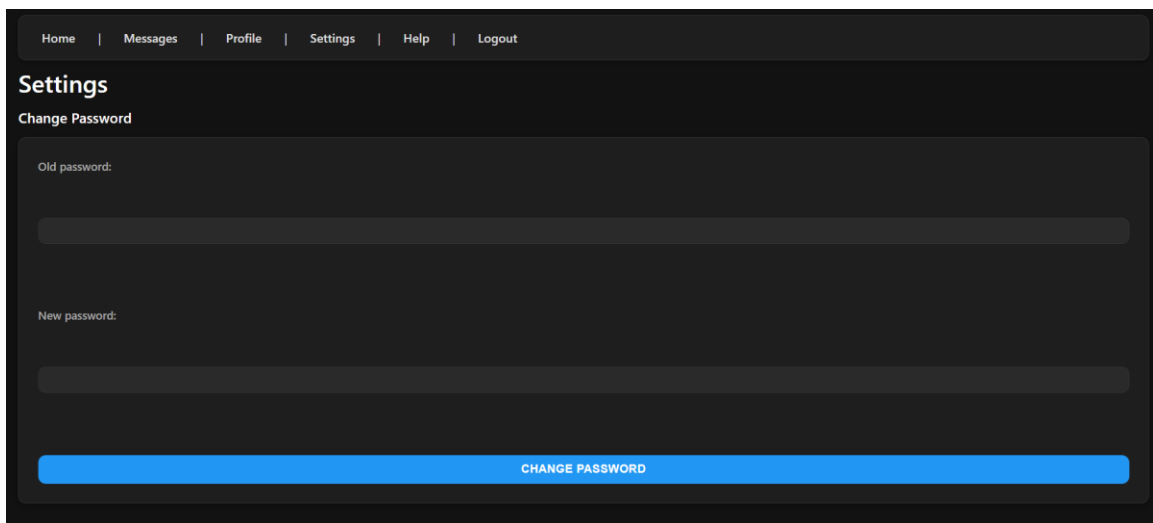 Home | Messages | Profile | Settings | Help | Logout
Settings
Change Password
Old password:
New password:
CHANGE PASSWORD